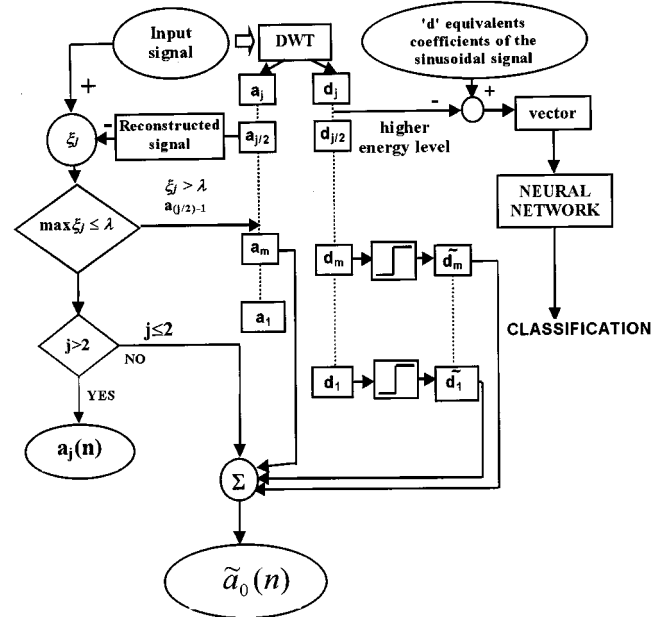 Input
signal
DWT
'd' equivalents
coefficients of the
sinusoidal signal
+
a_j
d_j
-
+
vector
ξ_j
-
Reconstructed
signal
a_{j/2}
d_{j/2}
higher
energy level
ξ_j > λ
a_{(j/2)-1}
NEURAL
NETWORK
max ξ_j ≤ λ
a_m
d_m
d̃_m
a_1
CLASSIFICATION
j>2
j≤2
NO
d_1
d̃_1
YES
a_j(n)
Σ
ã_0(n)